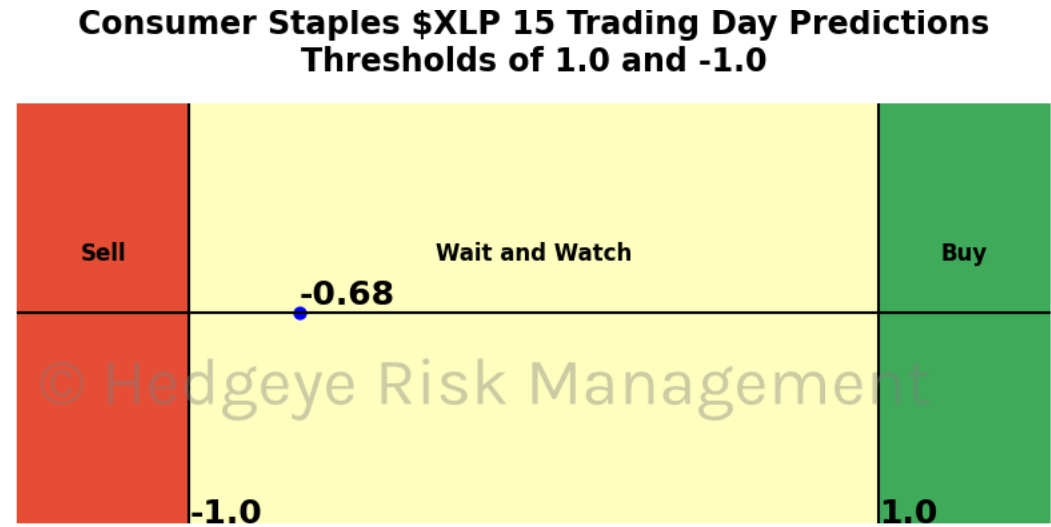 Consumer Staples $XLP 15 Trading Day Predictions
Thresholds of 1.0 and -1.0
Sell
Wait and Watch
Buy
-0.68
© Hedgeye Risk Management
-1.0
1.0